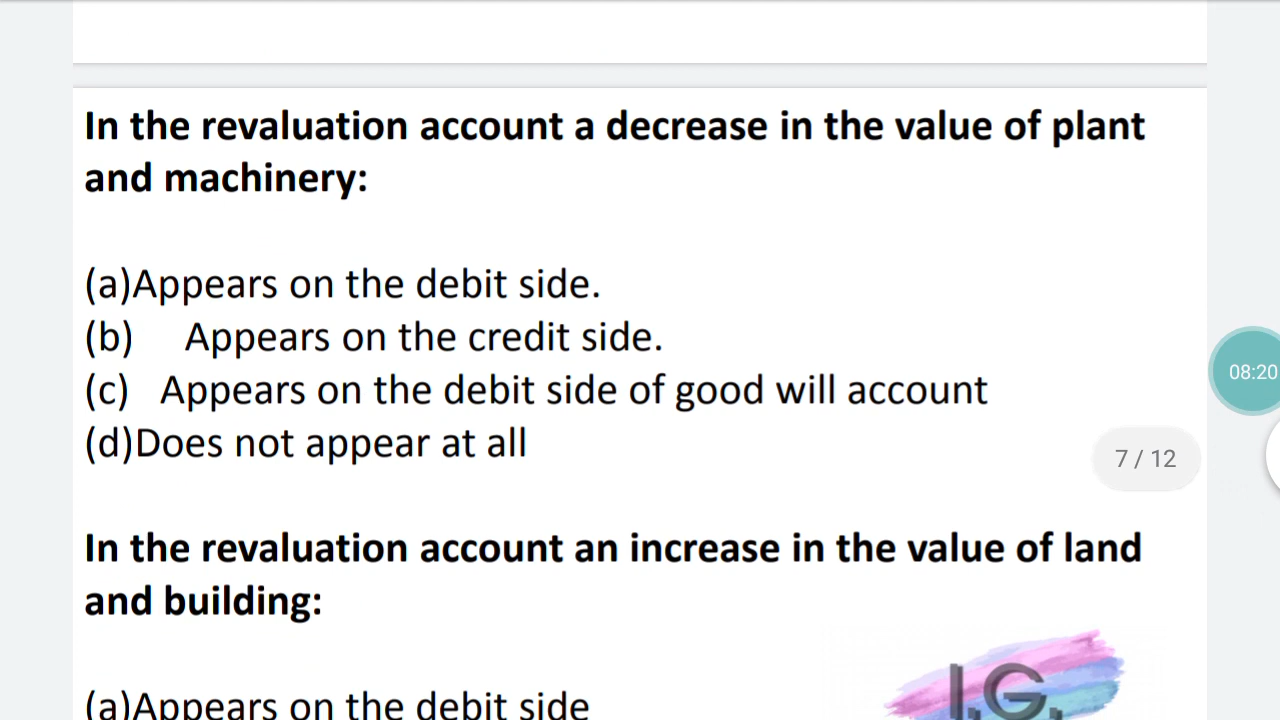 In the revaluation account a decrease in the value of plant
and machinery:
(a)Appears on the debit side.
(b) Appears on the credit side.
(c) Appears on the debit side of good will account
(d)Does not appear at all
08:20
7 / 12
In the revaluation account an increase in the value of land
and building:
(a)Appears on the debit side
I.G.